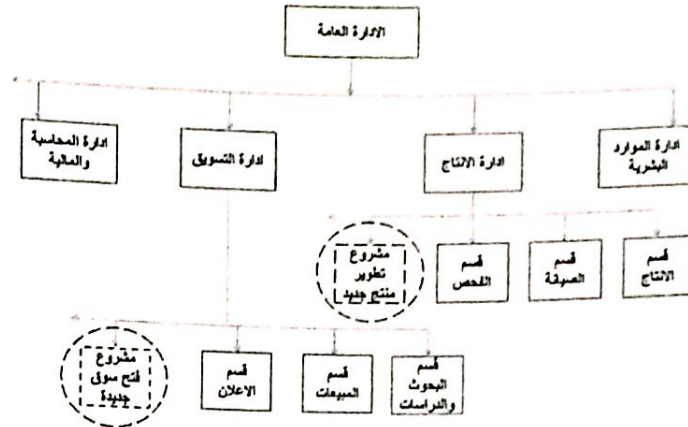 الادارة العامة
ادارة الموارد
البشرية
ادارة الانتاج
ادارة التسويق
ادارة المحاسبة
والمالية
قسم
الانتاج
قسم
الصيانة
قسم
الفحص
مشروع
تطوير
منتج جديد
قسم
البحوث
والدراسات
قسم
المبيعات
قسم
الاعلان
مشروع
فتح سوق
جديدة